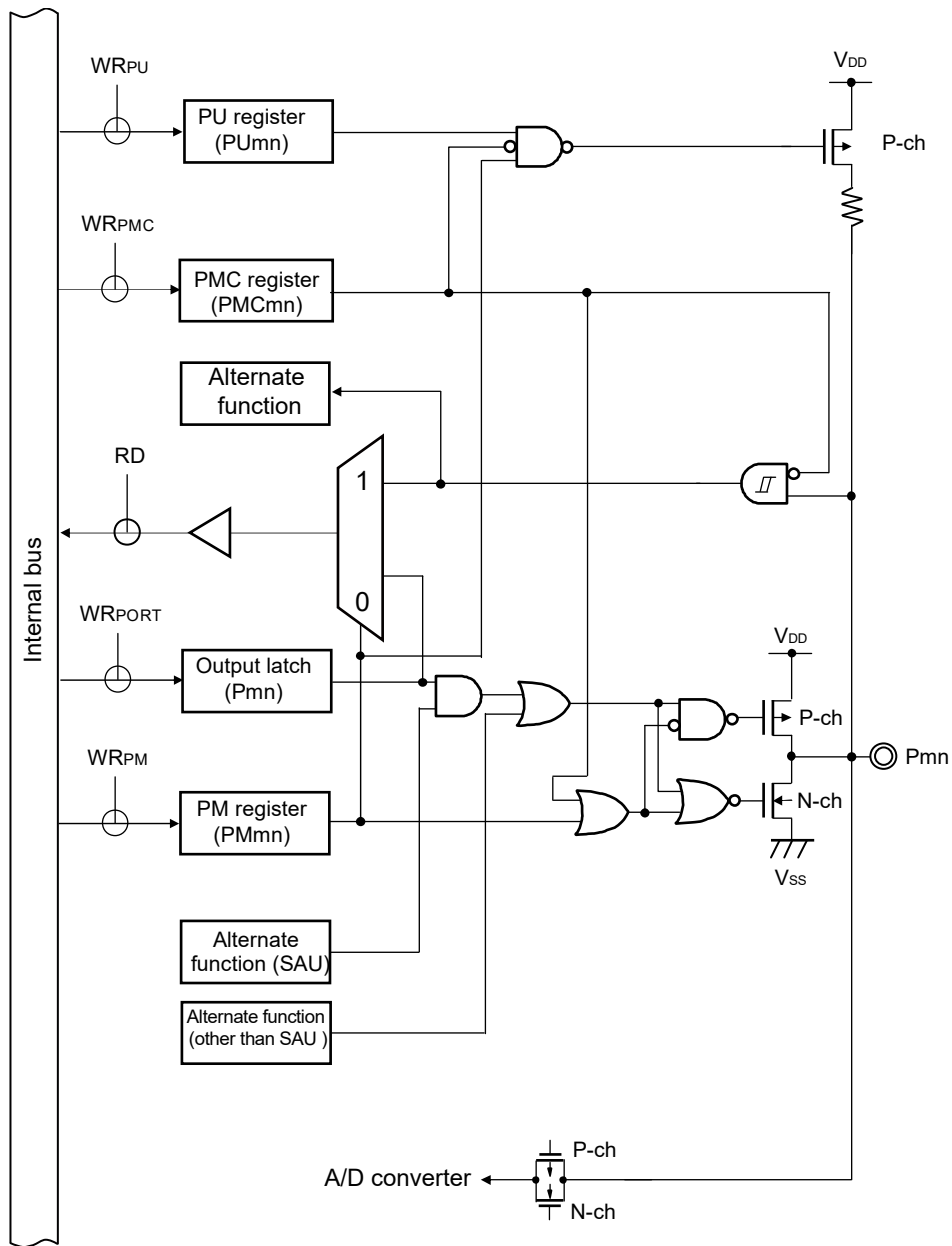 WRPU
PU register
(PUmn)
VDD
P-ch
WRPMC
PMC register
(PMCmn)
Alternate
function
RD
1
0
Internal bus
WRPORT
Output latch
(Pmn)
VDD
P-ch
Pmn
N-ch
VSS
WRPM
PM register
(PMmn)
Alternate
function (SAU)
Alternate function
(other than SAU )
P-ch
A/D converter
N-ch